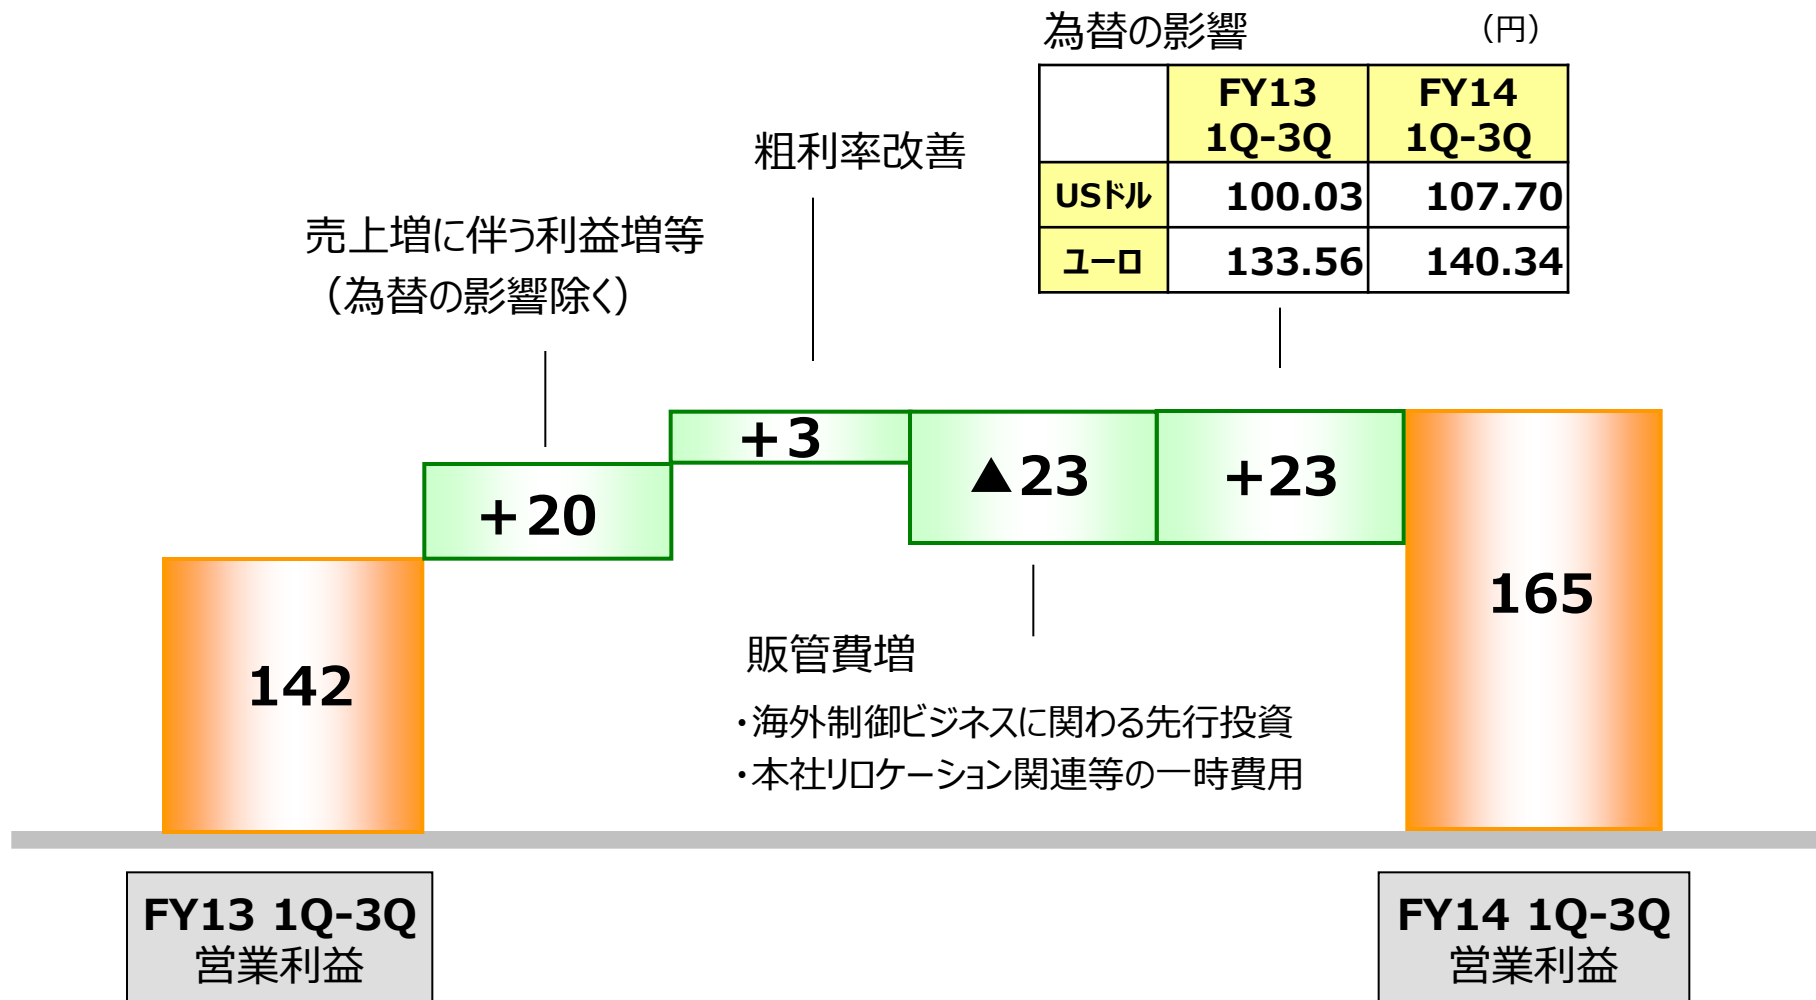 為替の影響 （円）
FY13 1Q-3Q FY14 1Q-3Q
USドル 100.03 107.70
ユーロ 133.56 140.34
粗利率改善
売上増に伴う利益増等
（為替の影響除く）
+3
+20
▲23
+23
142
165
販管費増
・海外制御ビジネスに関わる先行投資
・本社リロケーション関連等の一時費用
FY13 1Q-3Q
営業利益
FY14 1Q-3Q
営業利益